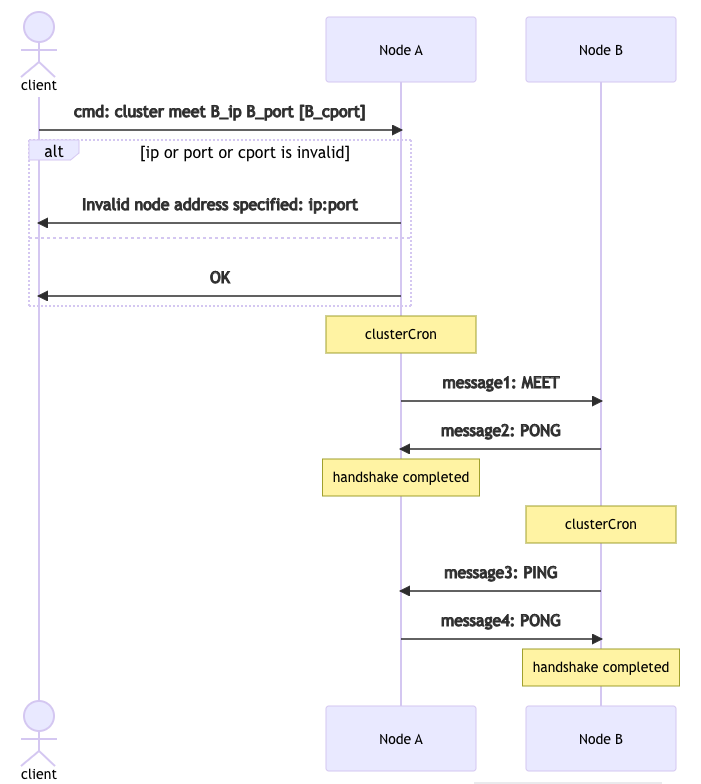 client
Node A
Node B
cmd: cluster meet B_ip B_port [B_cport]
alt
[ip or port or cport is invalid]
Invalid node address specified: ip:port
OK
clusterCron
message1: MEET
message2: PONG
handshake completed
clusterCron
message3: PING
message4: PONG
handshake completed
client
Node A
Node B